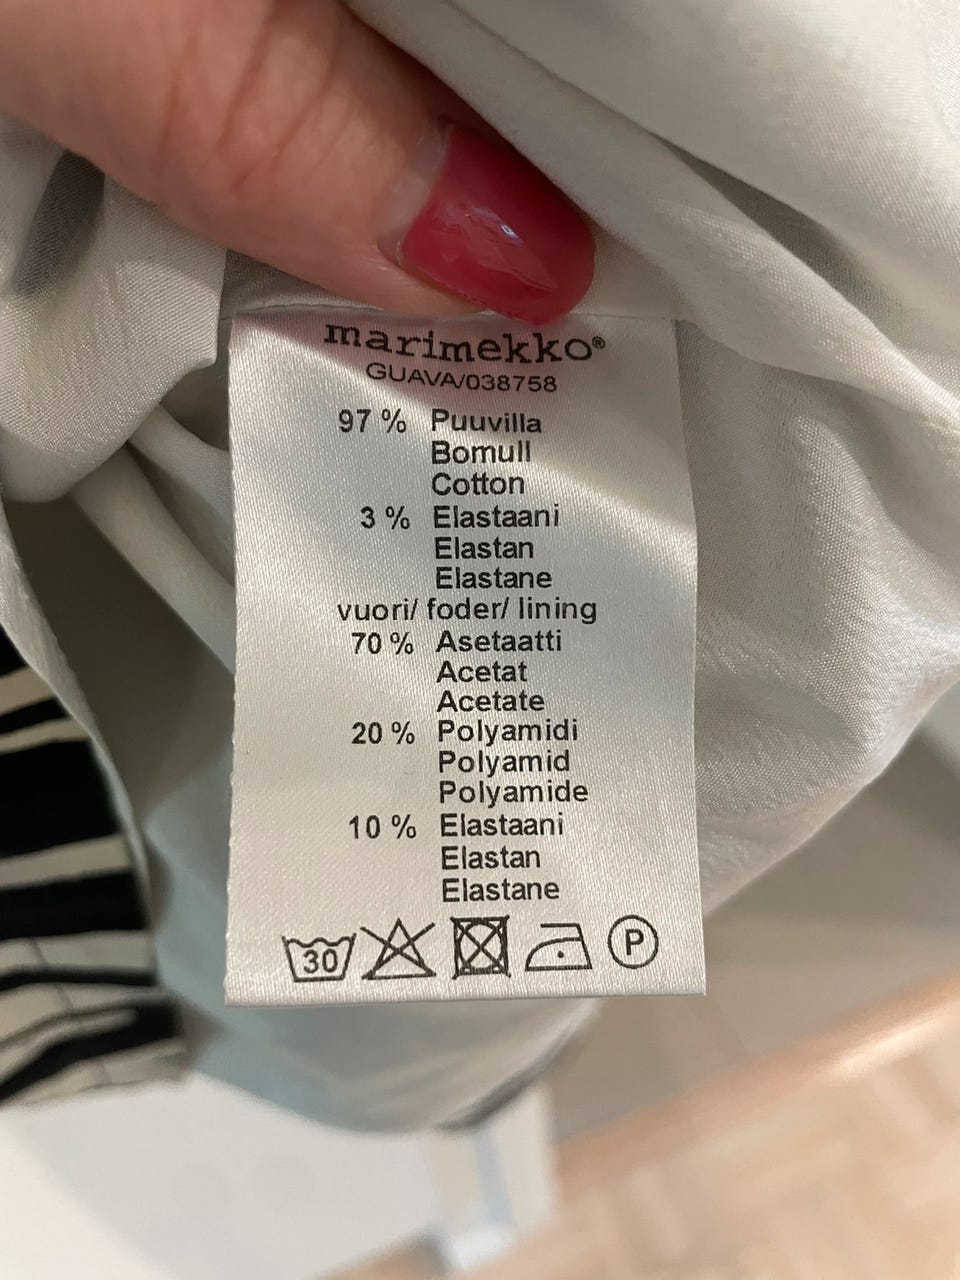 marimekko®
GUAVA/038758
97 % Puuvilla
Bomull
Cotton
3 % Elastaani
Elastan
Elastane
vuori/ foder/ lining
70 % Asetaatti
Acetat
Acetate
20 % Polyamidi
Polyamid
Polyamide
10 % Elastaani
Elastan
Elastane
30 P